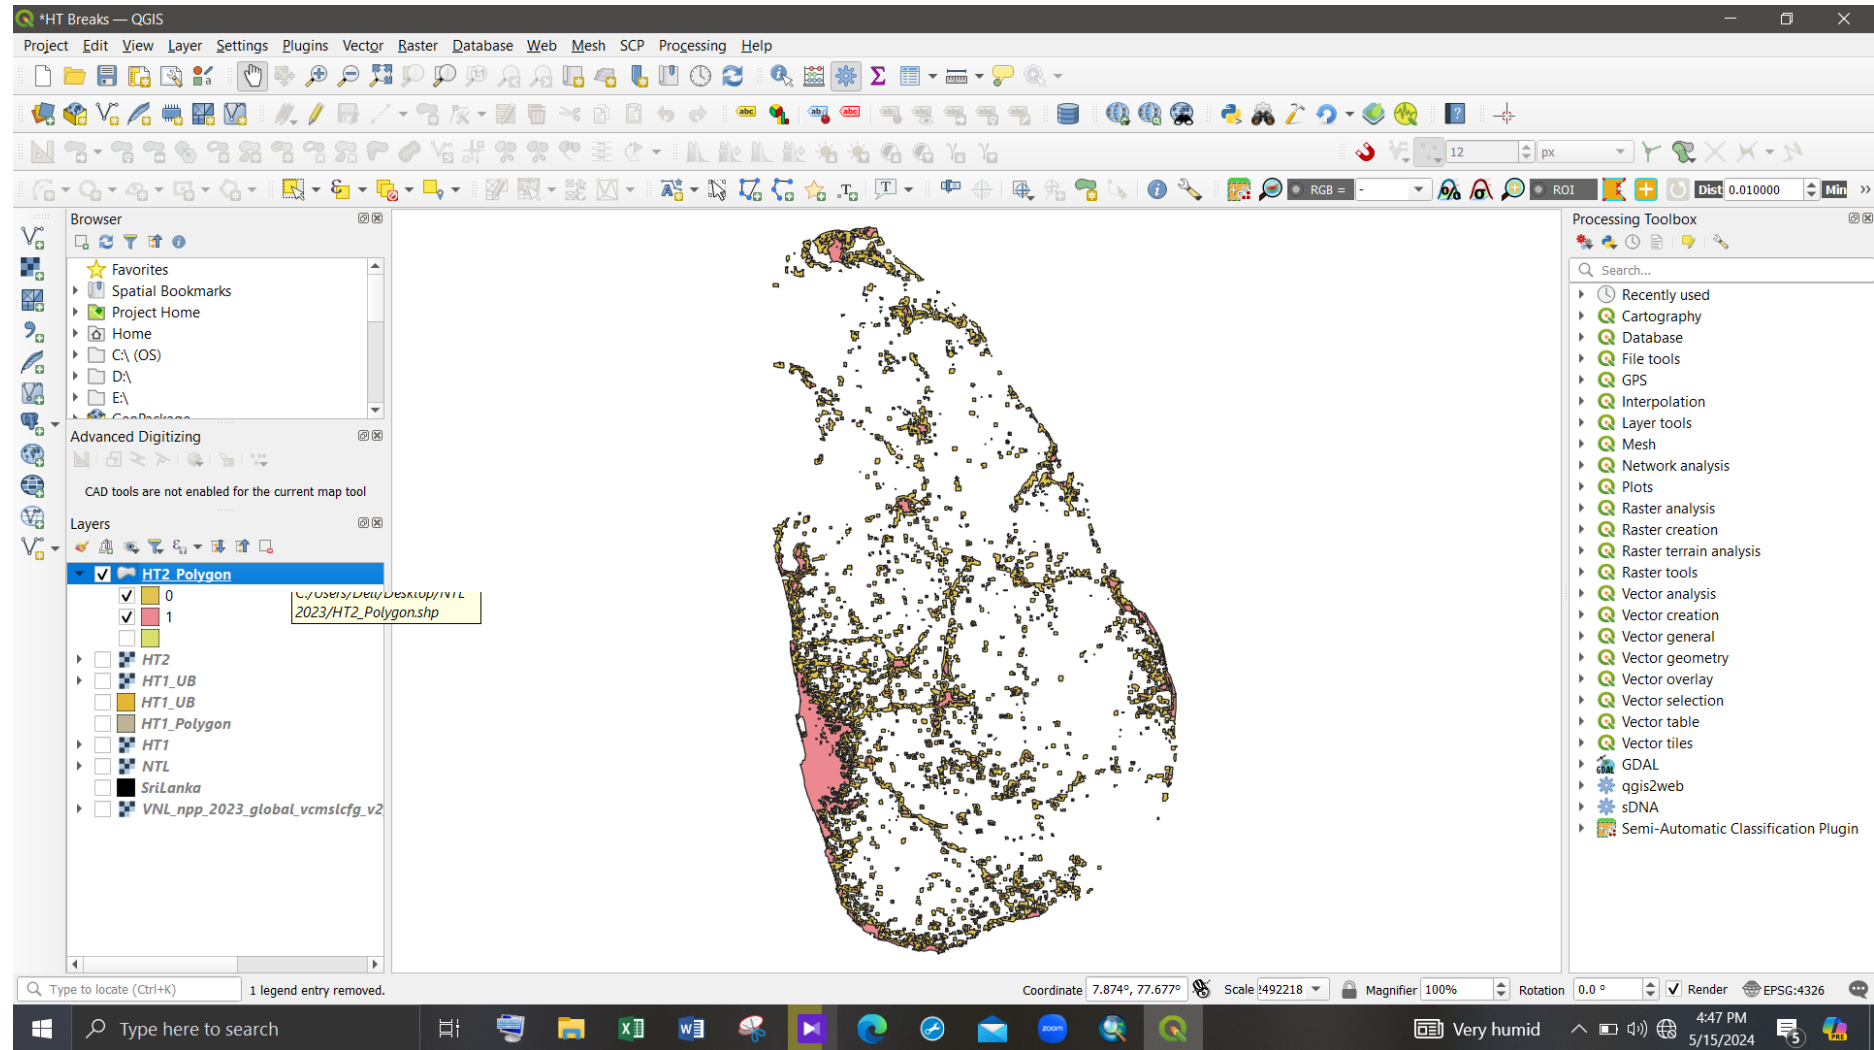 *HT Breaks — QGIS
Project Edit View Layer Settings Plugins Vector Raster Database Web Mesh SCP Processing Help
abc
abc
12
px
RGB =
-
ROI
Dist
0.010000
Min
»
Browser
Favorites
Spatial Bookmarks
Project Home
Home
C:\ (OS)
D:\
E:\
GeoPackage
Advanced Digitizing
CAD tools are not enabled for the current map tool
Layers
HT2_Polygon
0
1
C:/Users/Dell/Desktop/NTL
2023/HT2_Polygon.shp
HT2
HT1_UB
HT1_UB
HT1_Polygon
HT1
NTL
SriLanka
VNL_npp_2023_global_vcmslcfg_v2
Processing Toolbox
Search...
Recently used
Cartography
Database
File tools
GPS
Interpolation
Layer tools
Mesh
Network analysis
Plots
Raster analysis
Raster creation
Raster terrain analysis
Raster tools
Vector analysis
Vector creation
Vector general
Vector geometry
Vector overlay
Vector selection
Vector table
Vector tiles
GDAL
qgis2web
sDNA
Semi-Automatic Classification Plugin
Type to locate (Ctrl+K)
1 legend entry removed.
Coordinate 7.874° , 77.677°
Scale
2492218
Magnifier 100%
Rotation 0.0 °
Render
EPSG:4326
Type here to search
zoom
Very humid
4:47 PM
5/15/2024
5
PRE